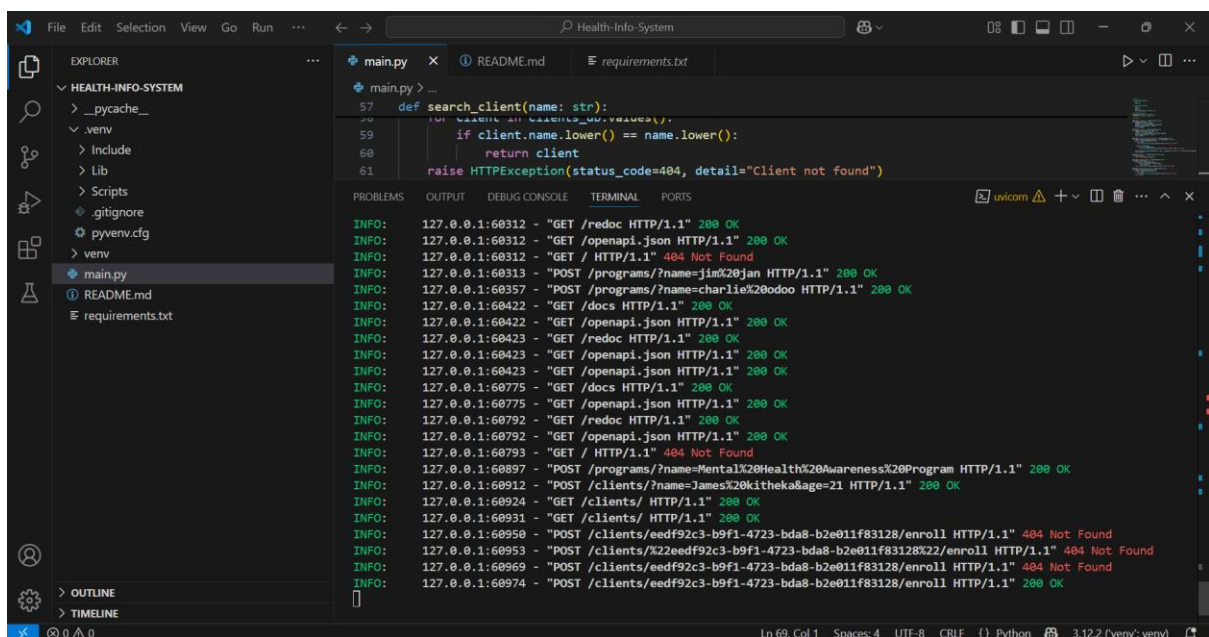 File Edit Selection View Go Run ... Health-Info-System
EXPLORER ...
HEALTH-INFO-SYSTEM
__pycache__
.venv
Include
Lib
Scripts
.gitignore
pyvenv.cfg
venv
main.py
README.md
requirements.txt
OUTLINE
TIMELINE
main.py README.md requirements.txt
main.py > ...
57 def search_client(name: str):
for client in clients_db.values():
59 if client.name.lower() == name.lower():
60 return client
61 raise HTTPException(status_code=404, detail="Client not found")
PROBLEMS OUTPUT DEBUG CONSOLE TERMINAL PORTS uvicorn
INFO: 127.0.0.1:60312 - "GET /redoc HTTP/1.1" 200 OK
INFO: 127.0.0.1:60312 - "GET /openapi.json HTTP/1.1" 200 OK
INFO: 127.0.0.1:60312 - "GET / HTTP/1.1" 404 Not Found
INFO: 127.0.0.1:60313 - "POST /programs/?name=jim%20jan HTTP/1.1" 200 OK
INFO: 127.0.0.1:60357 - "POST /programs/?name=charlie%20odoo HTTP/1.1" 200 OK
INFO: 127.0.0.1:60422 - "GET /docs HTTP/1.1" 200 OK
INFO: 127.0.0.1:60422 - "GET /openapi.json HTTP/1.1" 200 OK
INFO: 127.0.0.1:60423 - "GET /redoc HTTP/1.1" 200 OK
INFO: 127.0.0.1:60423 - "GET /openapi.json HTTP/1.1" 200 OK
INFO: 127.0.0.1:60423 - "GET /openapi.json HTTP/1.1" 200 OK
INFO: 127.0.0.1:60775 - "GET /docs HTTP/1.1" 200 OK
INFO: 127.0.0.1:60775 - "GET /openapi.json HTTP/1.1" 200 OK
INFO: 127.0.0.1:60792 - "GET /redoc HTTP/1.1" 200 OK
INFO: 127.0.0.1:60792 - "GET /openapi.json HTTP/1.1" 200 OK
INFO: 127.0.0.1:60793 - "GET / HTTP/1.1" 404 Not Found
INFO: 127.0.0.1:60897 - "POST /programs/?name=Mental%20Health%20Awareness%20Program HTTP/1.1" 200 OK
INFO: 127.0.0.1:60912 - "POST /clients/?name=James%20kitheka&age=21 HTTP/1.1" 200 OK
INFO: 127.0.0.1:60924 - "GET /clients/ HTTP/1.1" 200 OK
INFO: 127.0.0.1:60931 - "GET /clients/ HTTP/1.1" 200 OK
INFO: 127.0.0.1:60950 - "POST /clients/eedf92c3-b9f1-4723-bda8-b2e011f83128/enroll HTTP/1.1" 404 Not Found
INFO: 127.0.0.1:60953 - "POST /clients/%22eedf92c3-b9f1-4723-bda8-b2e011f83128%22/enroll HTTP/1.1" 404 Not Found
INFO: 127.0.0.1:60969 - "POST /clients/eedf92c3-b9f1-4723-bda8-b2e011f83128/enroll HTTP/1.1" 404 Not Found
INFO: 127.0.0.1:60974 - "POST /clients/eedf92c3-b9f1-4723-bda8-b2e011f83128/enroll HTTP/1.1" 200 OK
0 0 Ln 69, Col 1 Spaces: 4 UTF-8 CRLF {} Python 3.12.2 ('venv': venv)